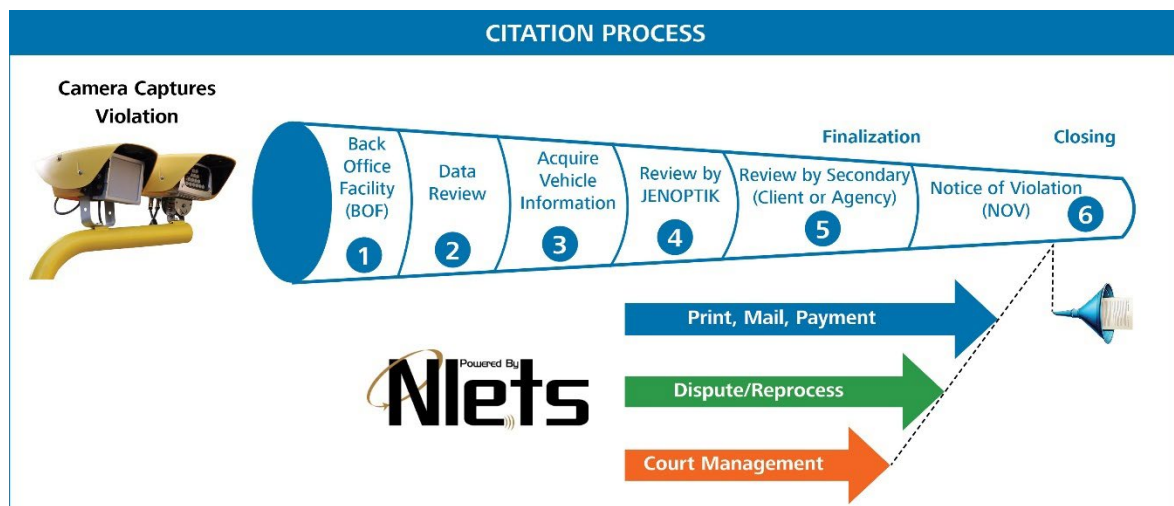 CITATION PROCESS
Camera Captures
Violation
Back
Office
Facility
(BOF)
1
Data
Review
2
Acquire
Vehicle
Information
3
Review by
JENOPTIK
4
Finalization
Review by Secondary
(Client or Agency)
5
Closing
Notice of Violation
(NOV)
6
Print, Mail, Payment
Powered By
Nlets
Dispute/Reprocess
Court Management